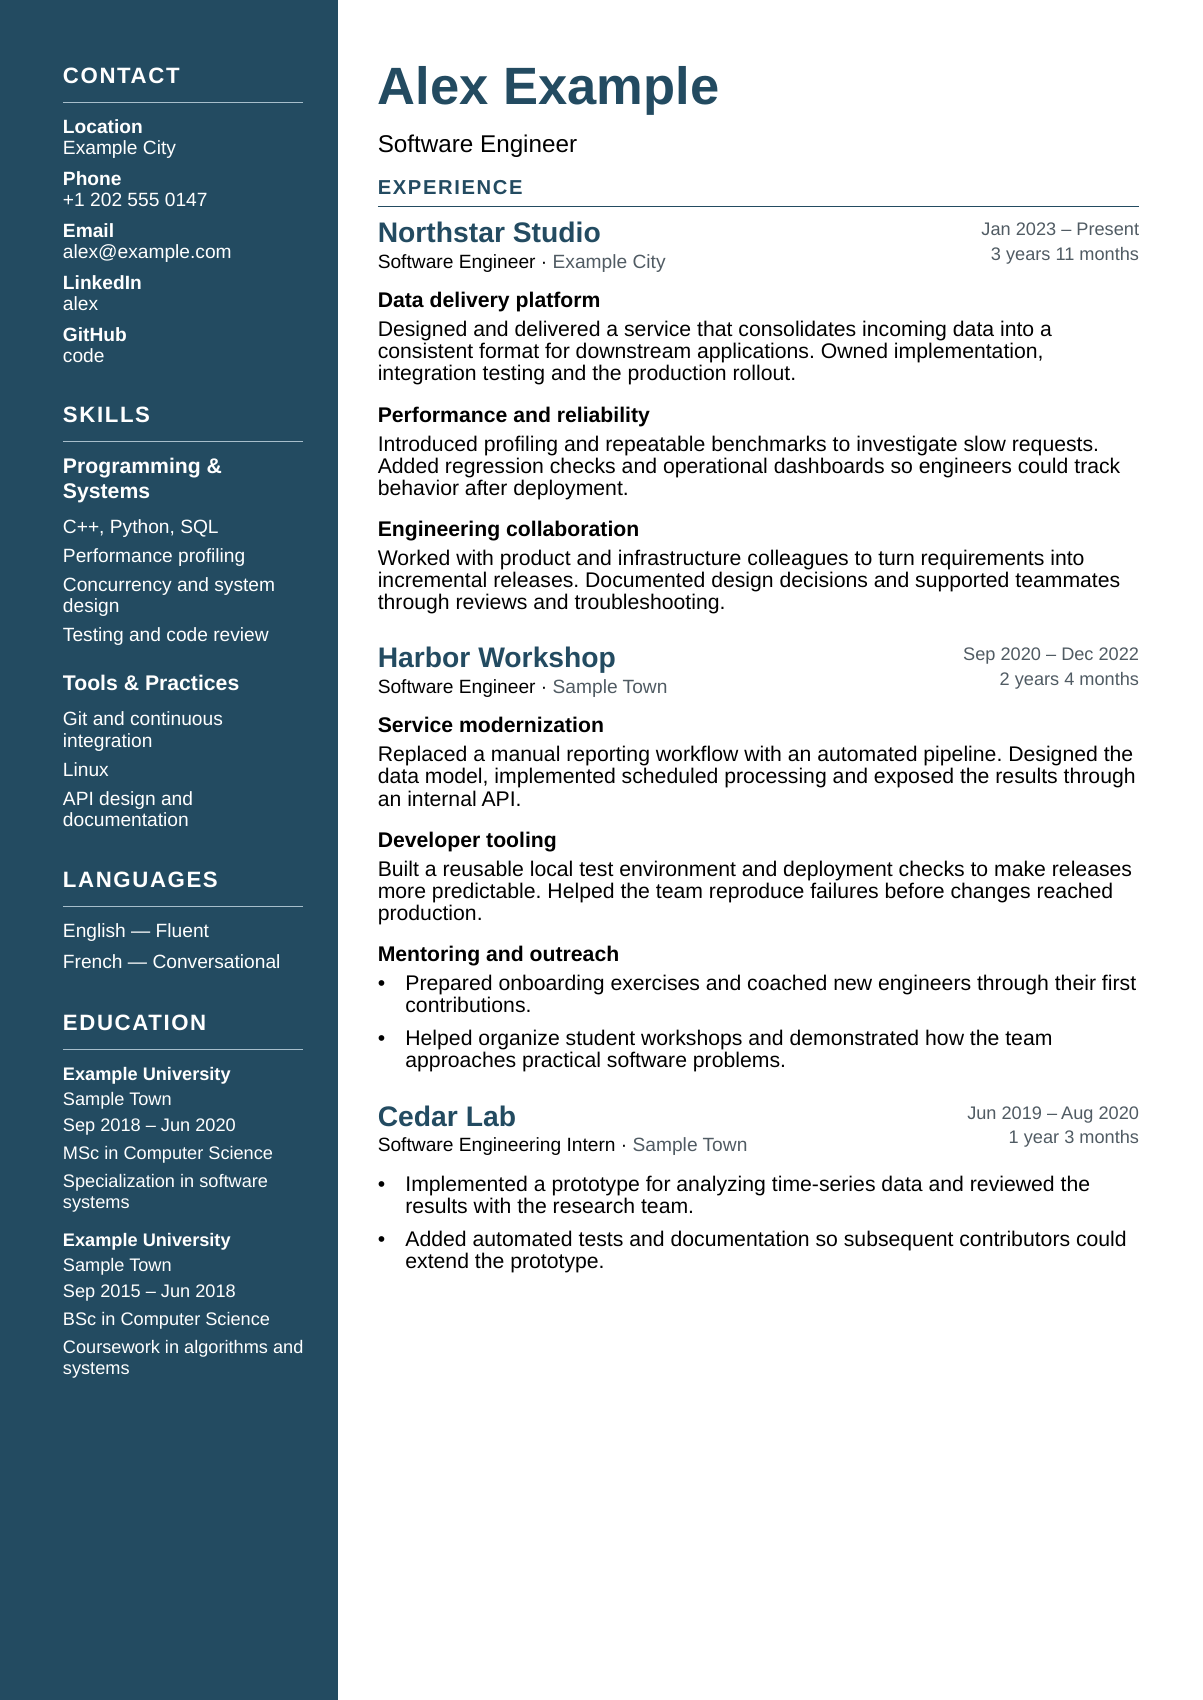 CONTACT
Location
Example City
Phone
+1 202 555 0147
Email
alex@example.com
LinkedIn
alex
GitHub
code
SKILLS
Programming &
Systems
C++, Python, SQL
Performance profiling
Concurrency and system
design
Testing and code review
Tools & Practices
Git and continuous
integration
Linux
API design and
documentation
LANGUAGES
English — Fluent
French — Conversational
EDUCATION
Example University
Sample Town
Sep 2018 – Jun 2020
MSc in Computer Science
Specialization in software
systems
Example University
Sample Town
Sep 2015 – Jun 2018
BSc in Computer Science
Coursework in algorithms and
systems
Alex Example
Software Engineer
EXPERIENCE
Northstar Studio
Jan 2023 – Present
Software Engineer · Example City
3 years 11 months
Data delivery platform
Designed and delivered a service that consolidates incoming data into a
consistent format for downstream applications. Owned implementation,
integration testing and the production rollout.
Performance and reliability
Introduced profiling and repeatable benchmarks to investigate slow requests.
Added regression checks and operational dashboards so engineers could track
behavior after deployment.
Engineering collaboration
Worked with product and infrastructure colleagues to turn requirements into
incremental releases. Documented design decisions and supported teammates
through reviews and troubleshooting.
Harbor Workshop
Sep 2020 – Dec 2022
Software Engineer · Sample Town
2 years 4 months
Service modernization
Replaced a manual reporting workflow with an automated pipeline. Designed the
data model, implemented scheduled processing and exposed the results through
an internal API.
Developer tooling
Built a reusable local test environment and deployment checks to make releases
more predictable. Helped the team reproduce failures before changes reached
production.
Mentoring and outreach
• Prepared onboarding exercises and coached new engineers through their first
contributions.
• Helped organize student workshops and demonstrated how the team
approaches practical software problems.
Cedar Lab
Jun 2019 – Aug 2020
Software Engineering Intern · Sample Town
1 year 3 months
• Implemented a prototype for analyzing time-series data and reviewed the
results with the research team.
• Added automated tests and documentation so subsequent contributors could
extend the prototype.